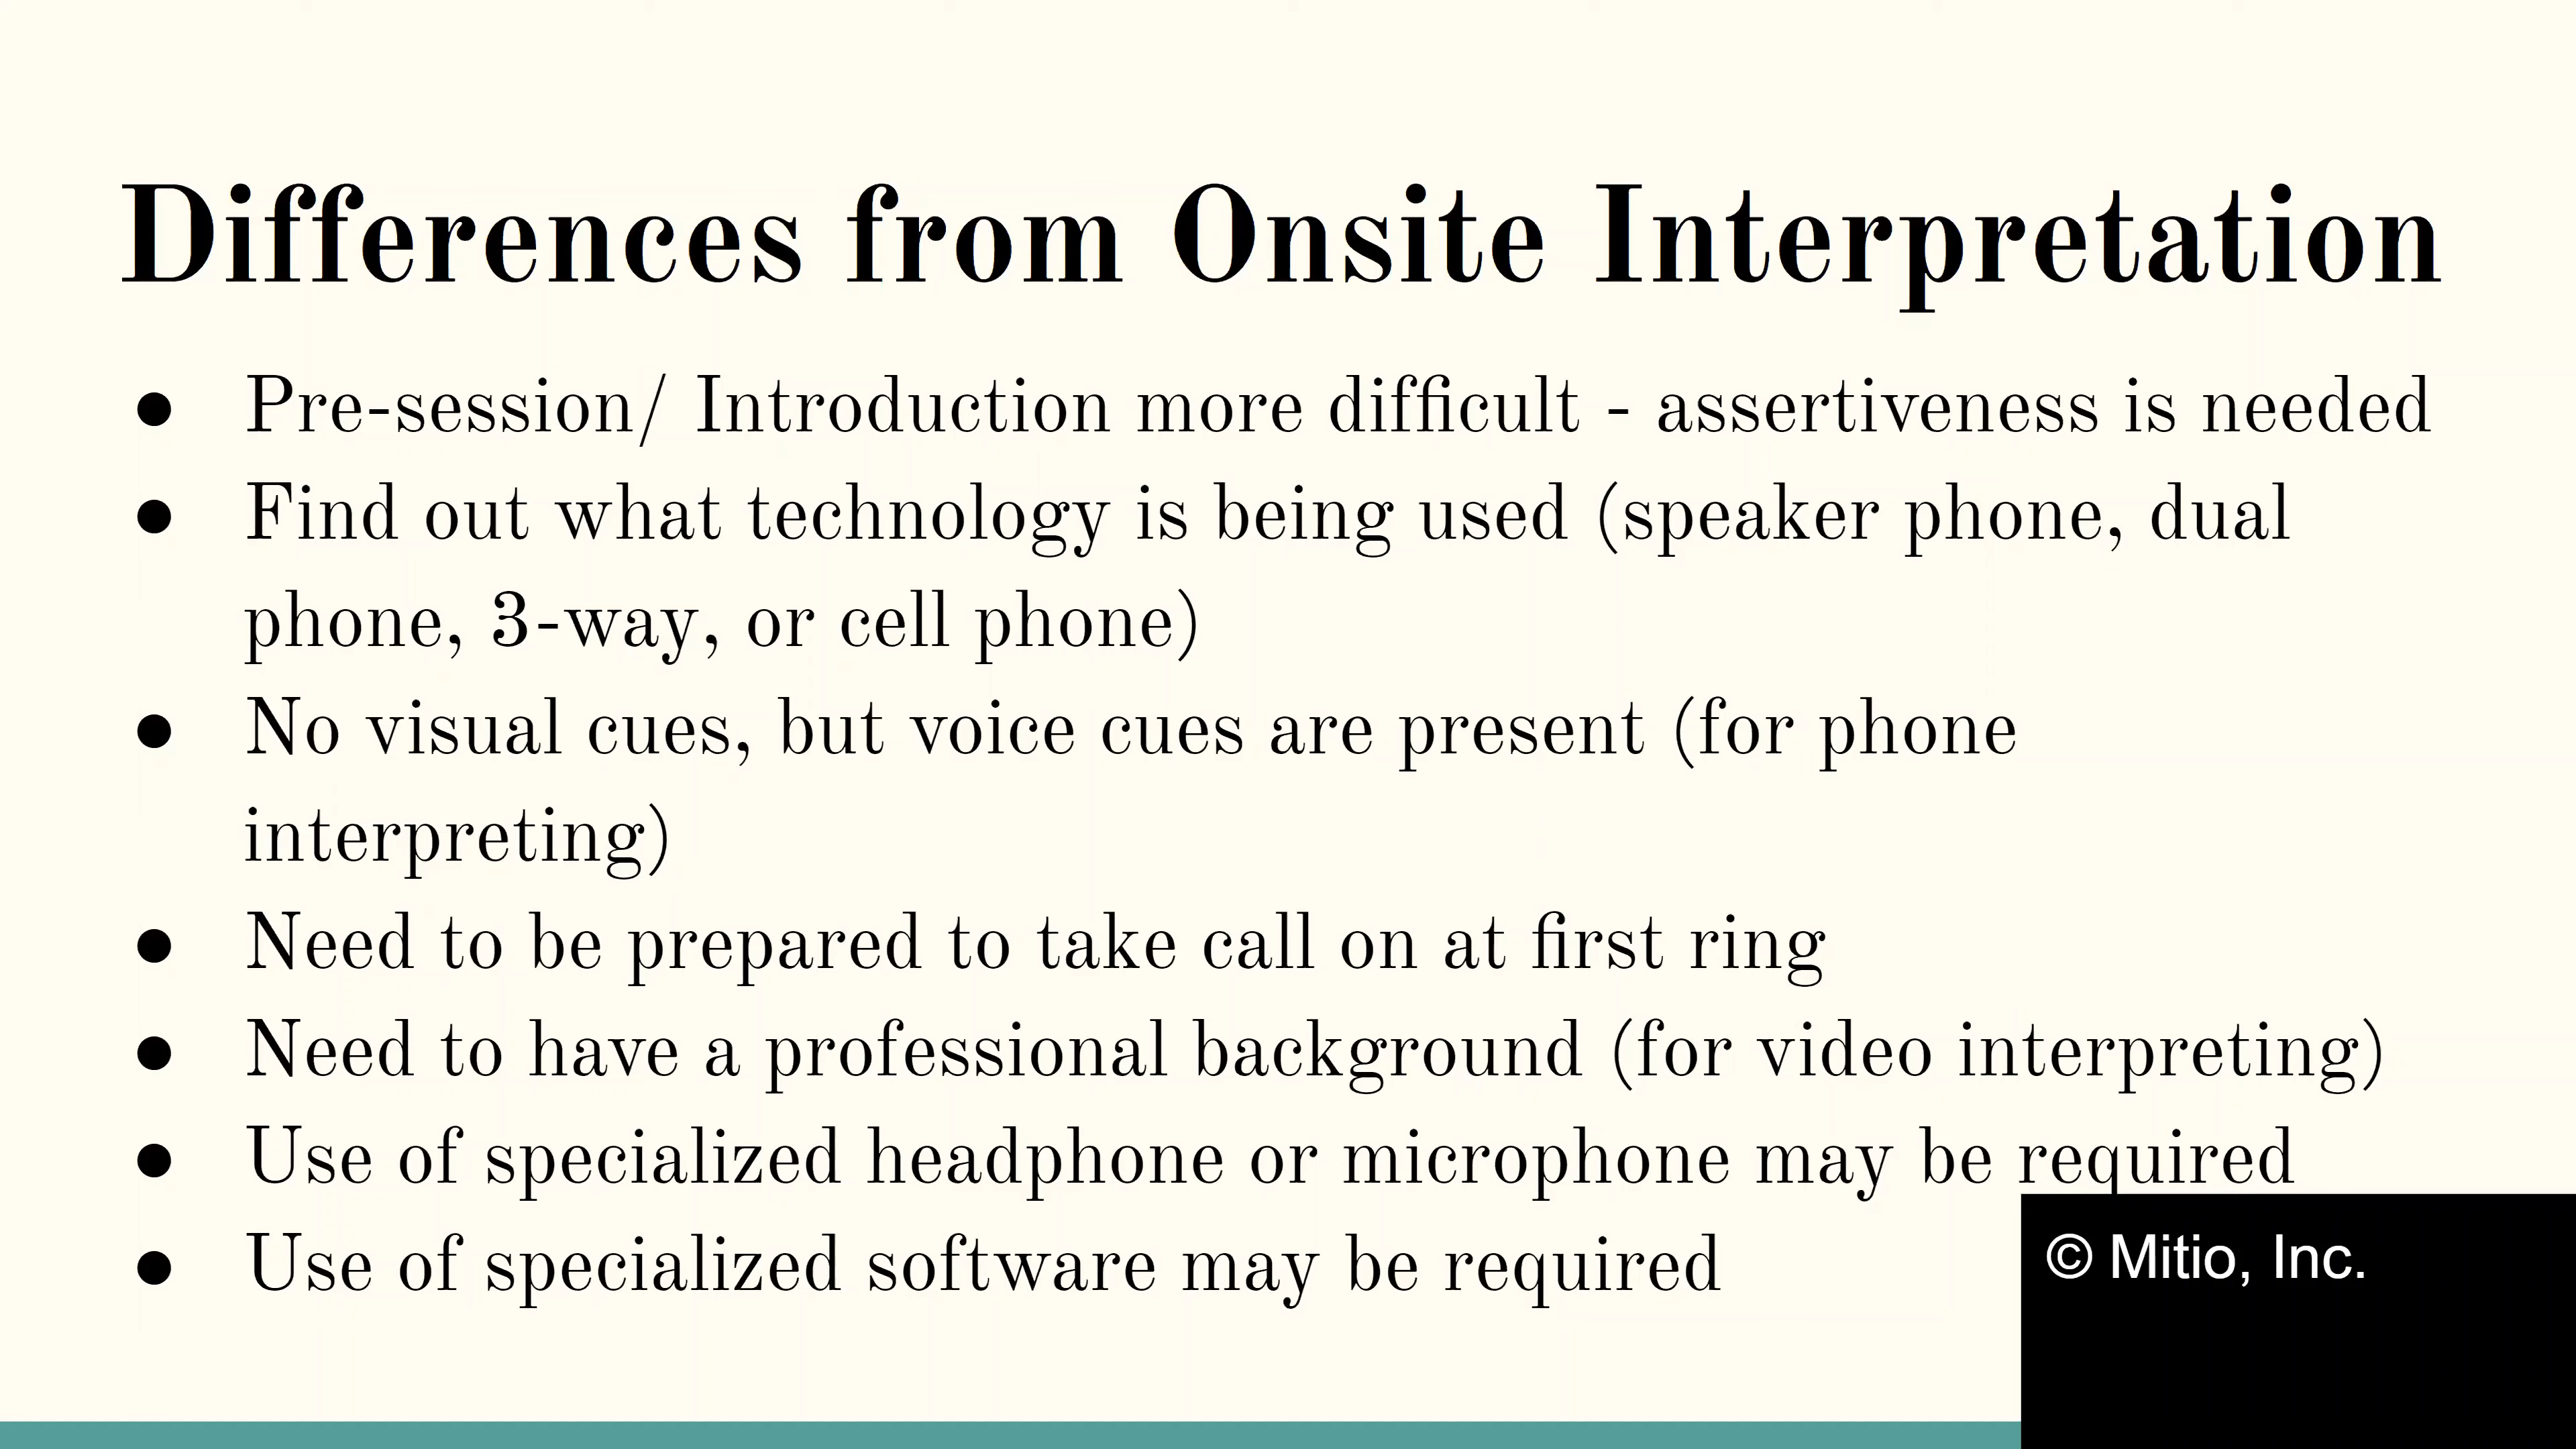 Differences from Onsite Interpretation
● Pre-session/ Introduction more difficult - assertiveness is needed
● Find out what technology is being used (speaker phone, dual
phone, 3-way, or cell phone)
● No visual cues, but voice cues are present (for phone
interpreting)
● Need to be prepared to take call on at first ring
● Need to have a professional background (for video interpreting)
● Use of specialized headphone or microphone may be required
● Use of specialized software may be required
© Mitio, Inc.